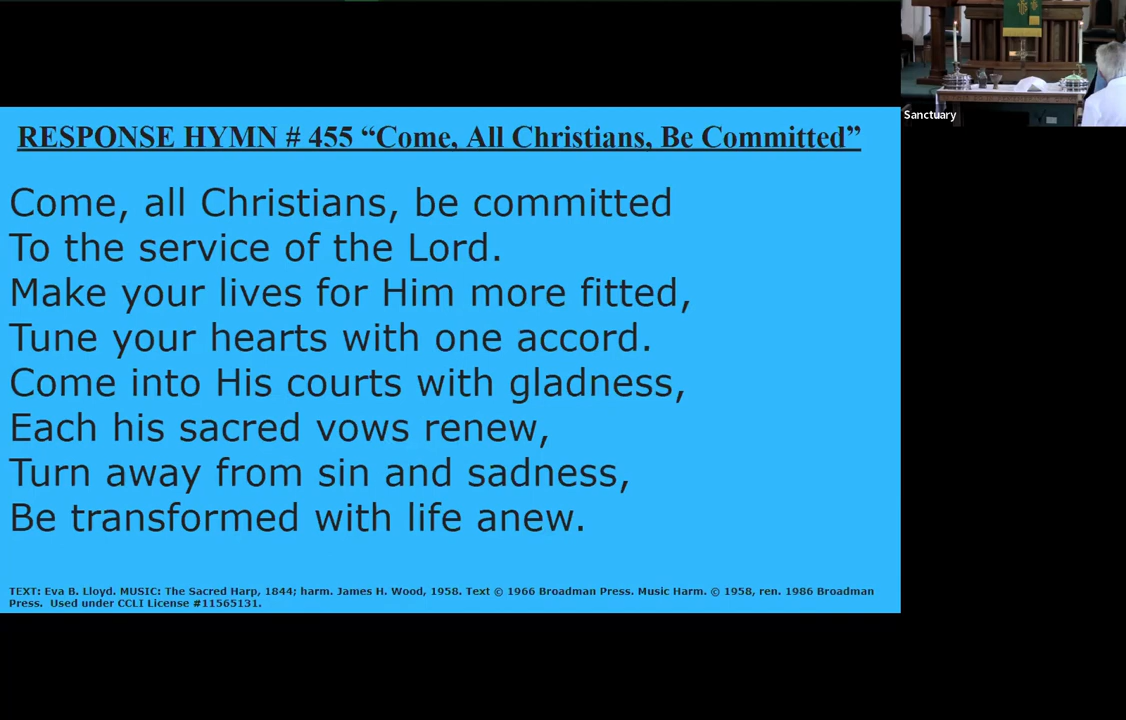 RESPONSE HYMN # 455 “Come, All Christians, Be Committed”
Come, all Christians, be committed
To the service of the Lord.
Make your lives for Him more fitted,
Tune your hearts with one accord.
Come into His courts with gladness,
Each his sacred vows renew,
Turn away from sin and sadness,
Be transformed with life anew.
TEXT: Eva B. Lloyd. MUSIC: The Sacred Harp, 1844; harm. James H. Wood, 1958. Text © 1966 Broadman Press. Music Harm. © 1958, ren. 1986 Broadman
Press.  Used under CCLI License #11565131.
Sanctuary